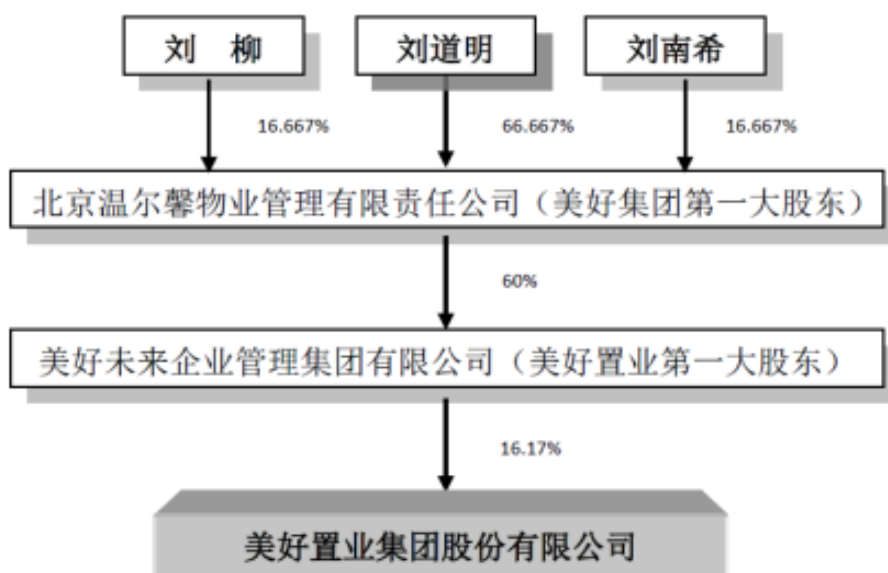 刘 柳 刘道明 刘南希
16.667% 66.667% 16.667%
北京温尔馨物业管理有限责任公司（美好集团第一大股东）
60%
美好未来企业管理集团有限公司（美好置业第一大股东）
16.17%
美好置业集团股份有限公司